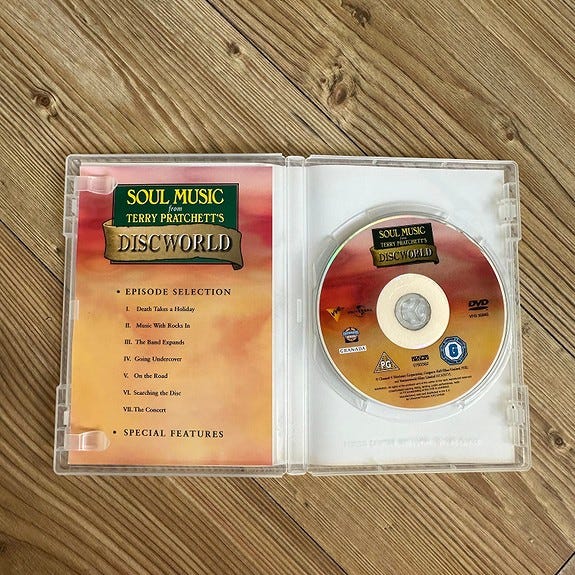 SOUL MUSIC
from
TERRY PRATCHETT'S
DISCWORLD
• EPISODE SELECTION
I. Death Takes a Holiday
II. Music With Rocks In
III. The Band Expands
IV. Going Undercover
V. On the Road
VI. Searching the Disc
VII. The Concert
• SPECIAL FEATURES
SOUL MUSIC
from
TERRY PRATCHETT'S
DISCWORLD
UNIVERSAL
DVD
VIDEO
GRANADA
PG